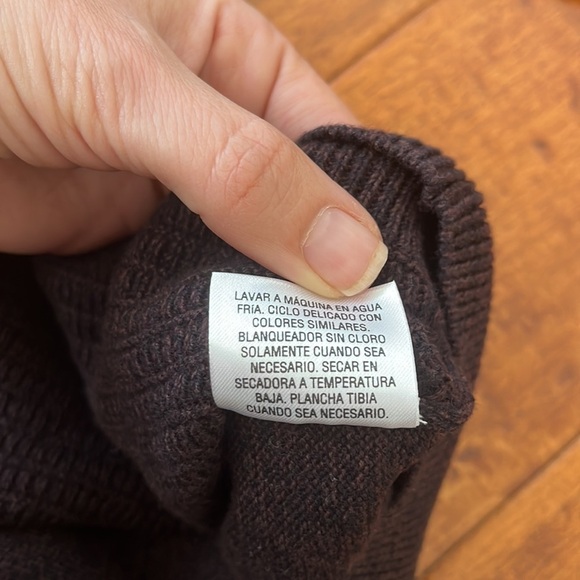 LAVAR A MÁQUINA EN AGUA
FRÍA. CICLO DELICADO CON
COLORES SIMILARES.
BLANQUEADOR SIN CLORO
SOLAMENTE CUANDO SEA
NECESARIO. SECAR EN
SECADORA A TEMPERATURA
BAJA. PLANCHA TIBIA
CUANDO SEA NECESARIO.